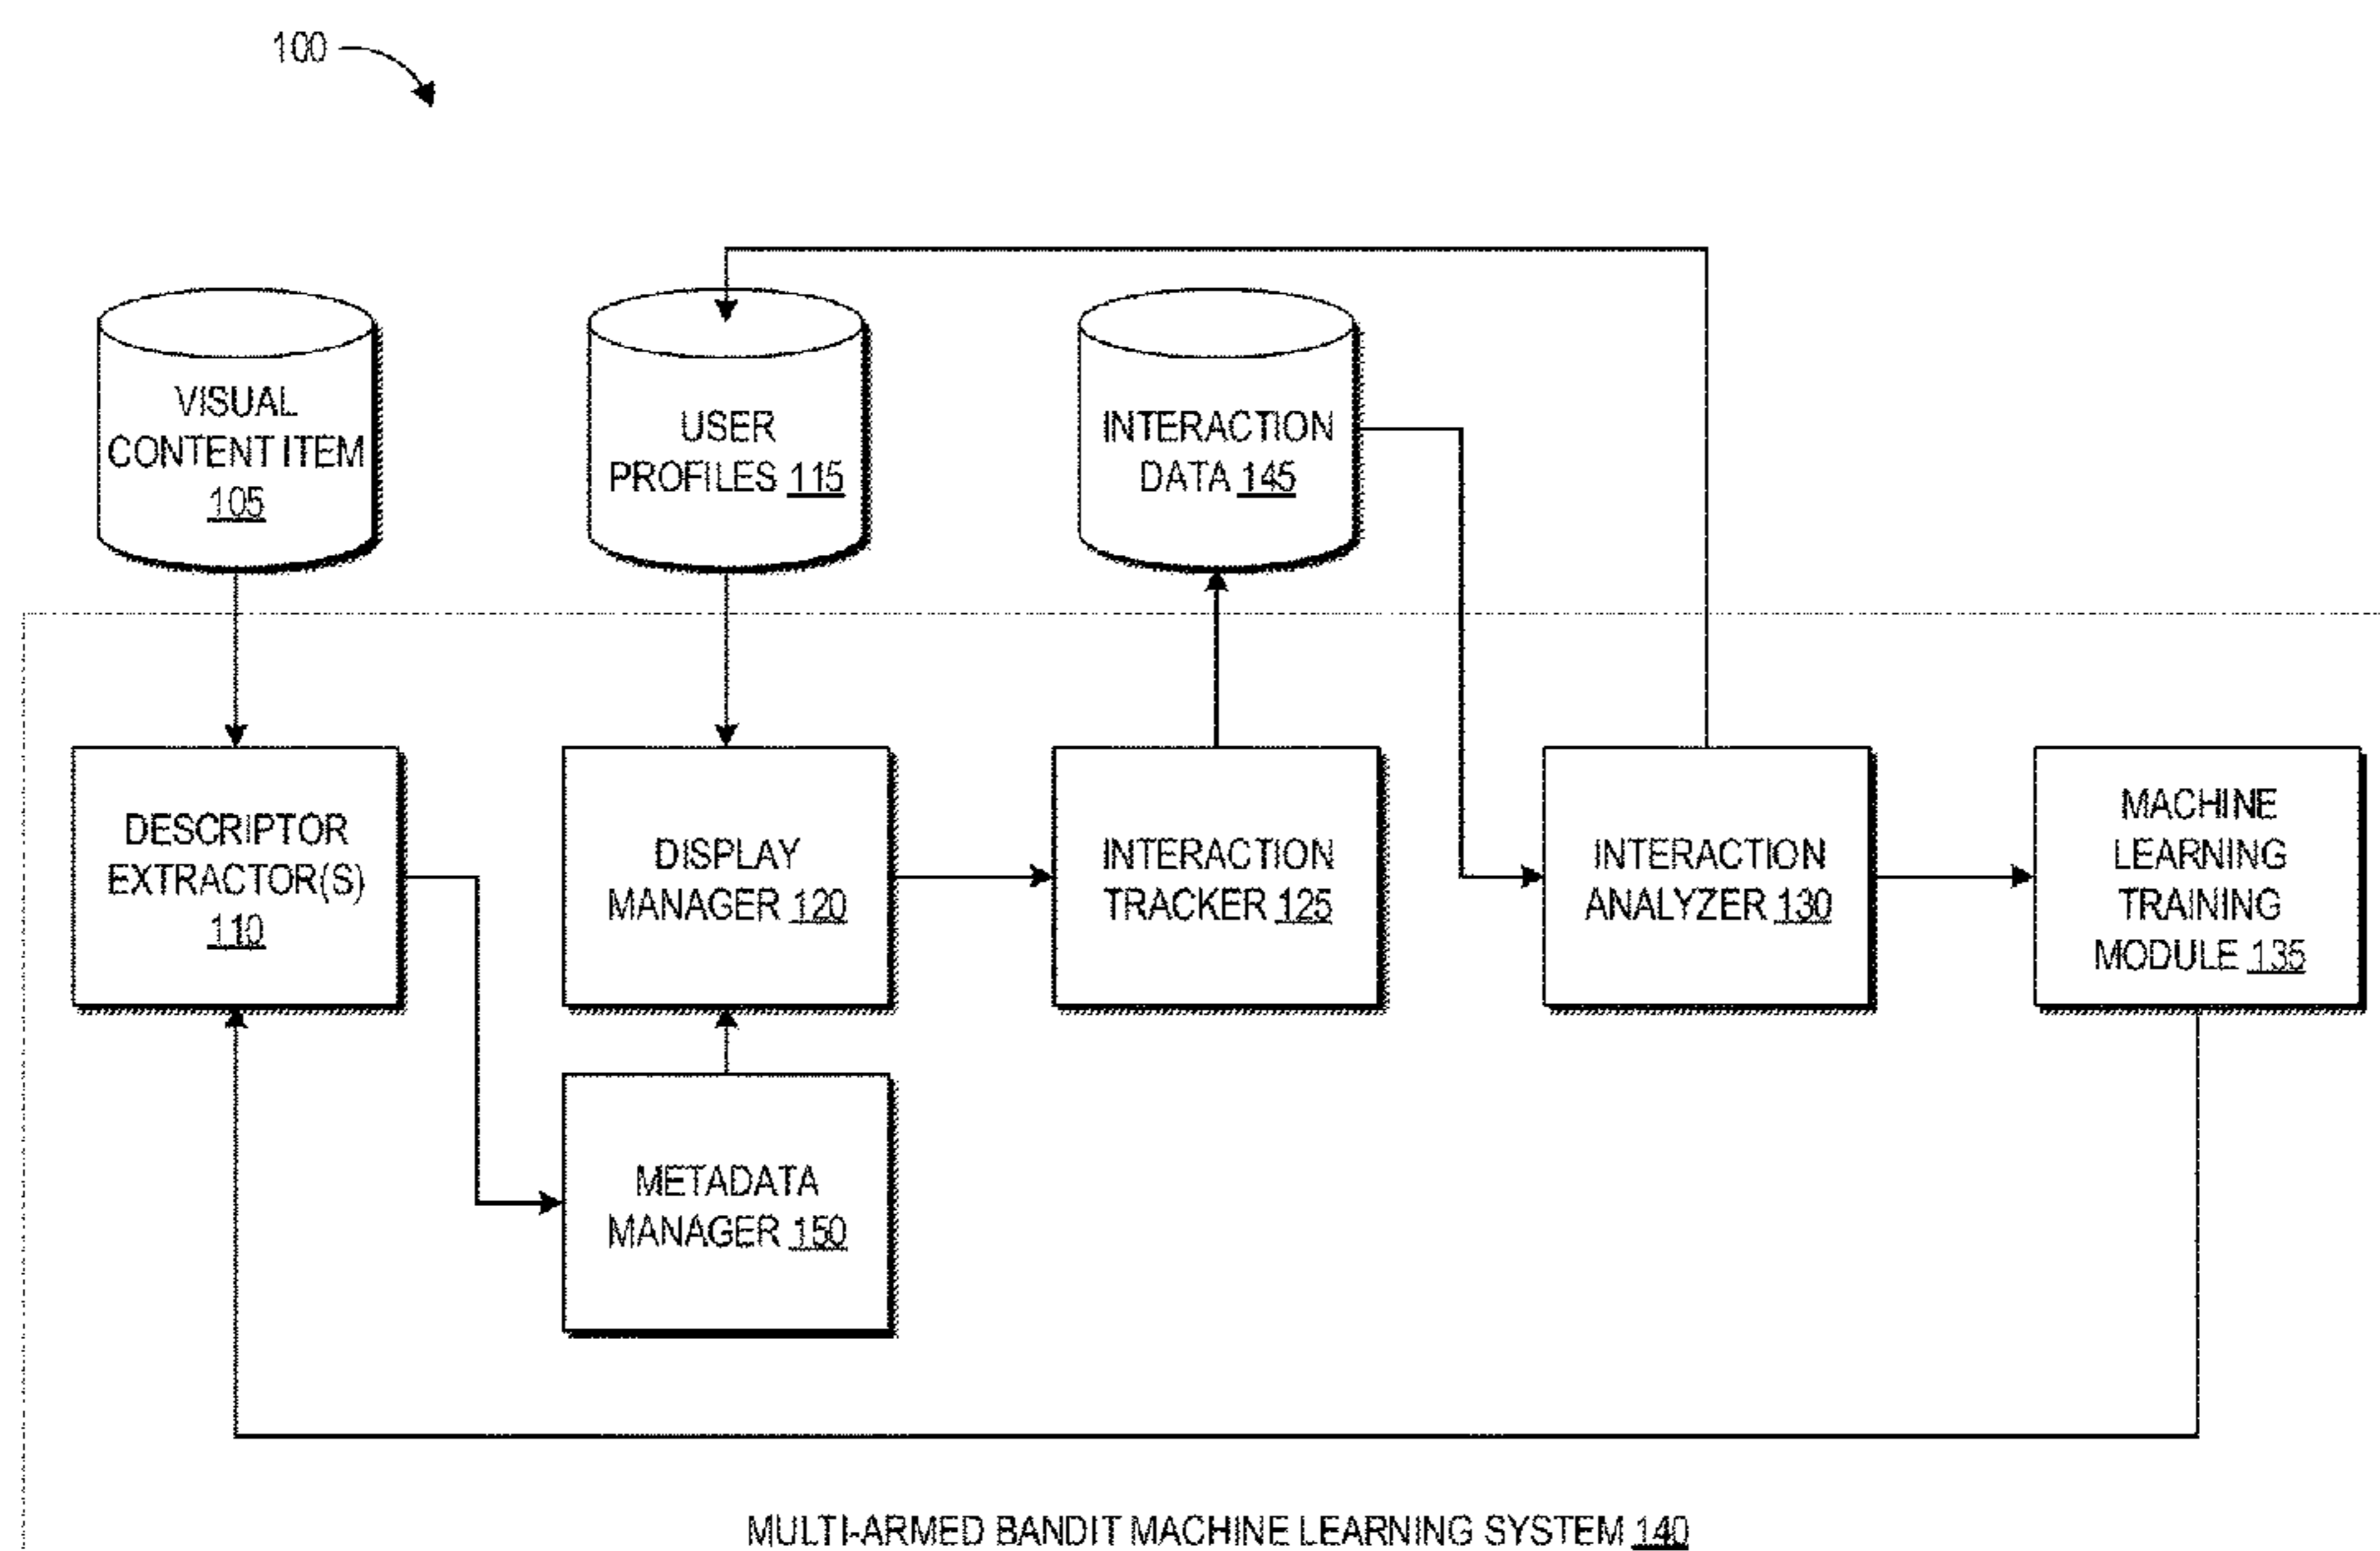 100
VISUAL
CONTENT ITEM
105
USER
PROFILES 115
INTERACTION
DATA 145
DESCRIPTOR
EXTRACTOR(S)
110
DISPLAY
MANAGER 120
INTERACTION
TRACKER 125
INTERACTION
ANALYZER 130
MACHINE
LEARNING
TRAINING
MODULE 135
METADATA
MANAGER 150
MULTI-ARMED BANDIT MACHINE LEARNING SYSTEM 140